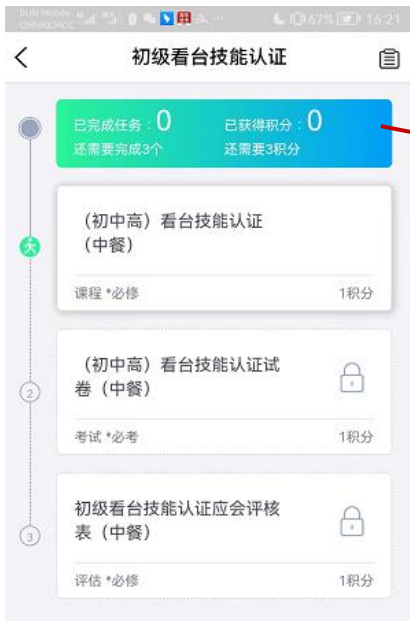 SUN Mobile
CMHKCMCC
67% 16:21
初级看台技能认证
已完成任务：0 已获得积分：0
还需要完成3个 还需要3积分
（初中高）看台技能认证
（中餐）
课程 *必修 1积分
（初中高）看台技能认证试
卷（中餐）
2
考试 *必考 1积分
初级看台技能认证应会评核
表（中餐）
3
评估 *必修 1积分